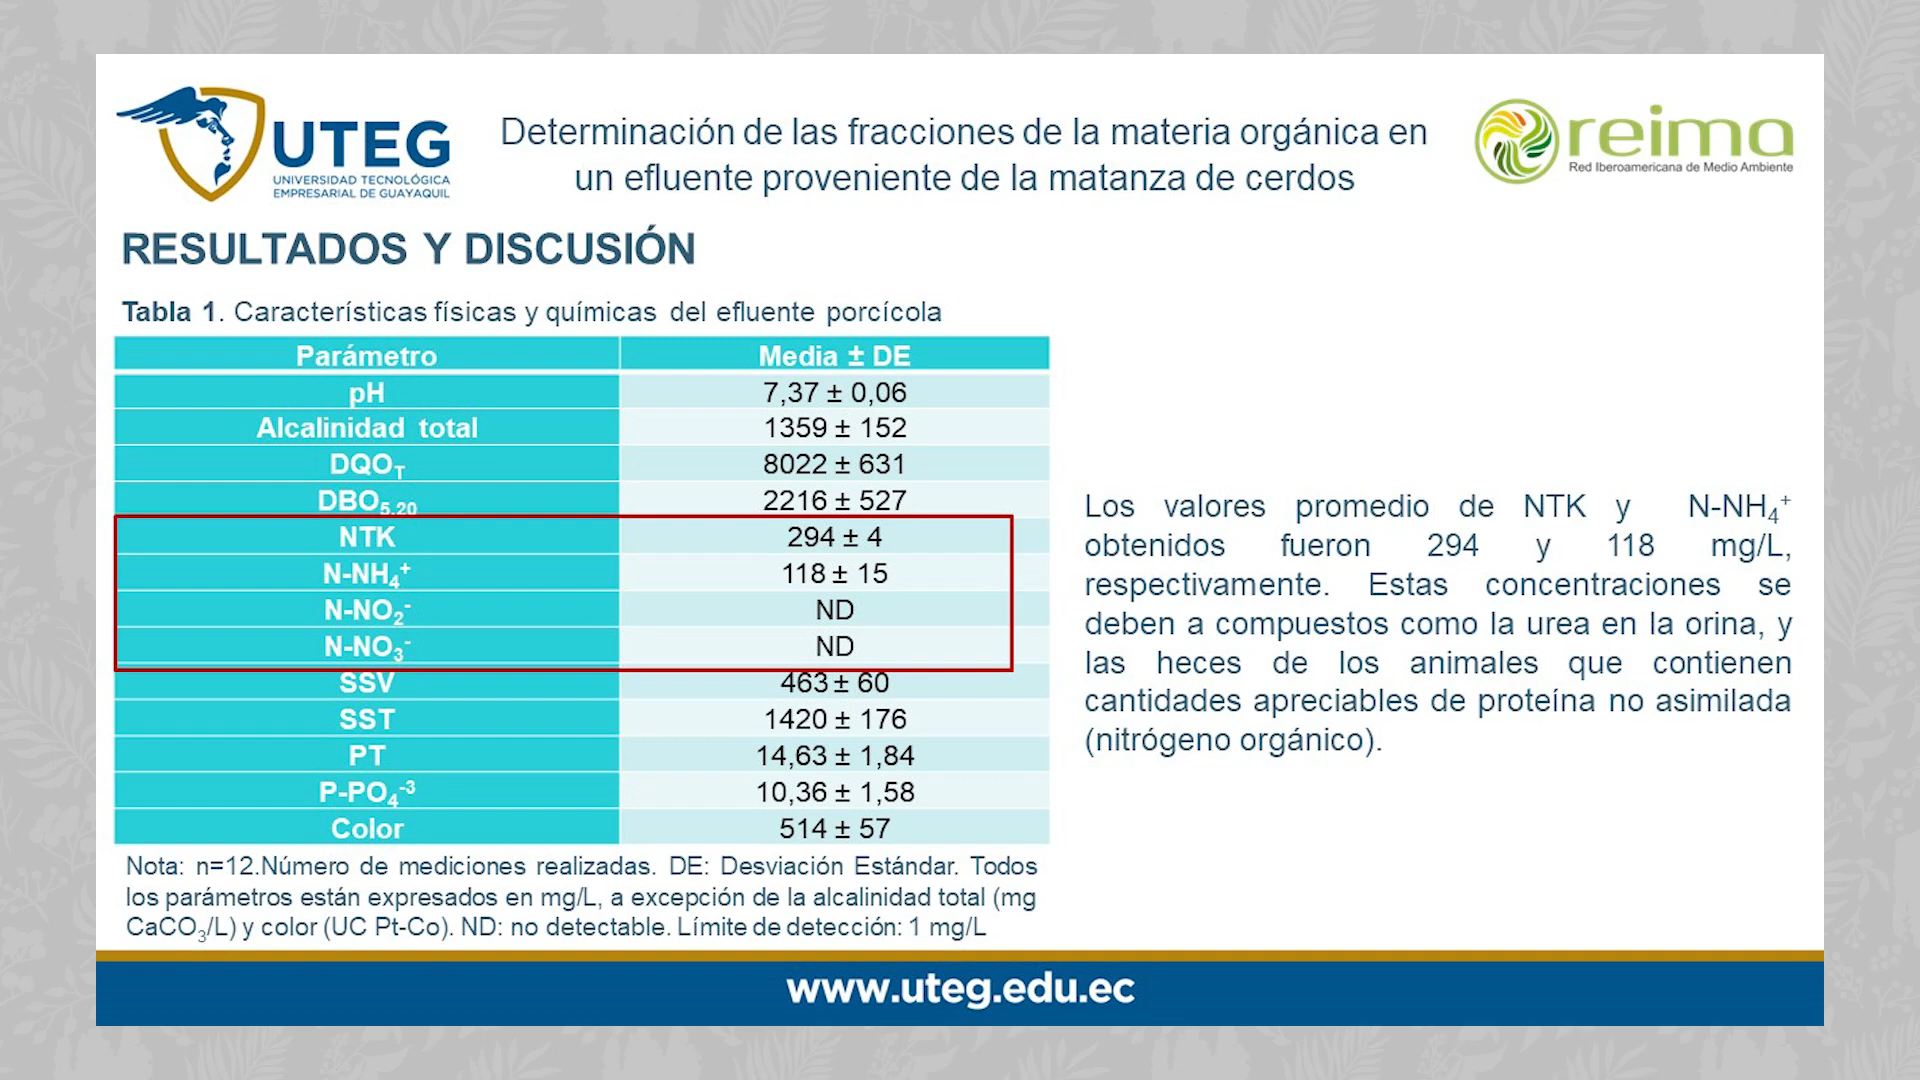 UTEG
UNIVERSIDAD TECNOLÓGICA
EMPRESARIAL DE GUAYAQUIL
Determinación de las fracciones de la materia orgánica en
un efluente proveniente de la matanza de cerdos
reima
Red Iberoamericana de Medio Ambiente
RESULTADOS Y DISCUSIÓN
Tabla 1. Características físicas y químicas del efluente porcícola
Parámetro Media ± DE
pH 7,37 ± 0,06
Alcalinidad total 1359 ± 152
DQO_T 8022 ± 631
DBO₅,₂₀ 2216 ± 527
NTK 294 ± 4
N-NH₄⁺ 118 ± 15
N-NO₂⁻ ND
N-NO₃⁻ ND
SSV 463 ± 60
SST 1420 ± 176
PT 14,63 ± 1,84
P-PO₄⁻³ 10,36 ± 1,58
Color 514 ± 57
Nota: n=12.Número de mediciones realizadas. DE: Desviación Estándar. Todos
los parámetros están expresados en mg/L, a excepción de la alcalinidad total (mg
CaCO₃/L) y color (UC Pt-Co). ND: no detectable. Límite de detección: 1 mg/L
Los valores promedio de NTK y N-NH₄⁺
obtenidos fueron 294 y 118 mg/L,
respectivamente. Estas concentraciones se
deben a compuestos como la urea en la orina, y
las heces de los animales que contienen
cantidades apreciables de proteína no asimilada
(nitrógeno orgánico).
www.uteg.edu.ec